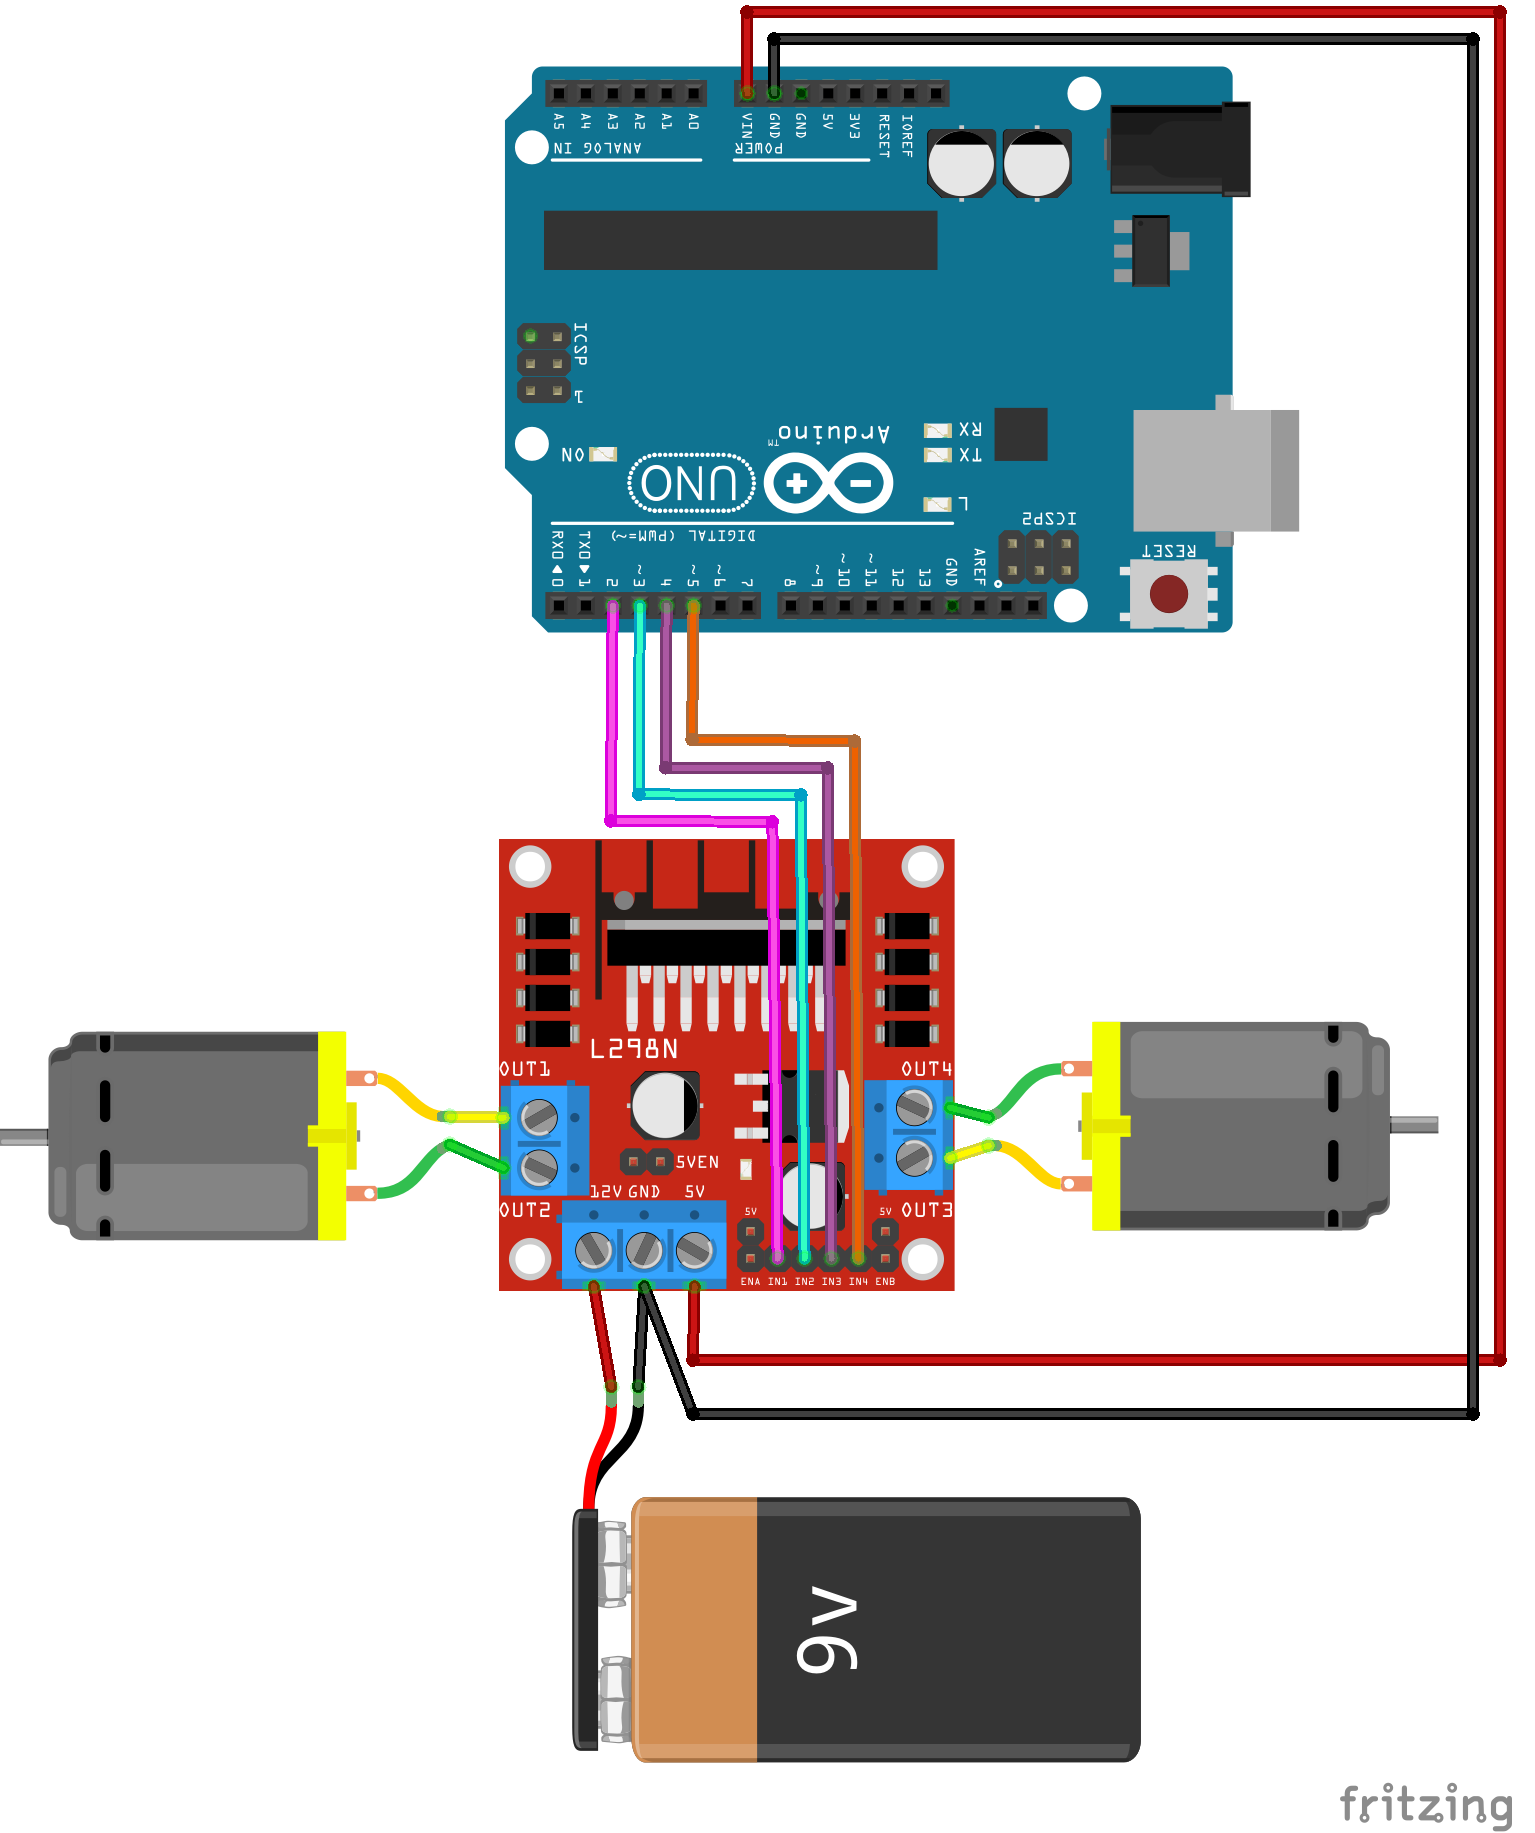 A5
A4
A3
A2
A1
A0
ANALOG IN
VIN
GND
GND
5V
3V3
RESET
IOREF
POWER
ICSP
1
ON
UNO
Arduino™
RX
TX
L
ICSP2
RESET
DIGITAL (PWM=~)
RX0◀0
TX0▶1
2
~3
4
~5
~6
7
8
~9
~10
~11
12
13
GND
AREF
L298N
OUT1
OUT4
5VEN
12V GND 5V
OUT2
5V
5V
OUT3
ENA IN1 IN2 IN3 IN4 ENB
9v
fritzing